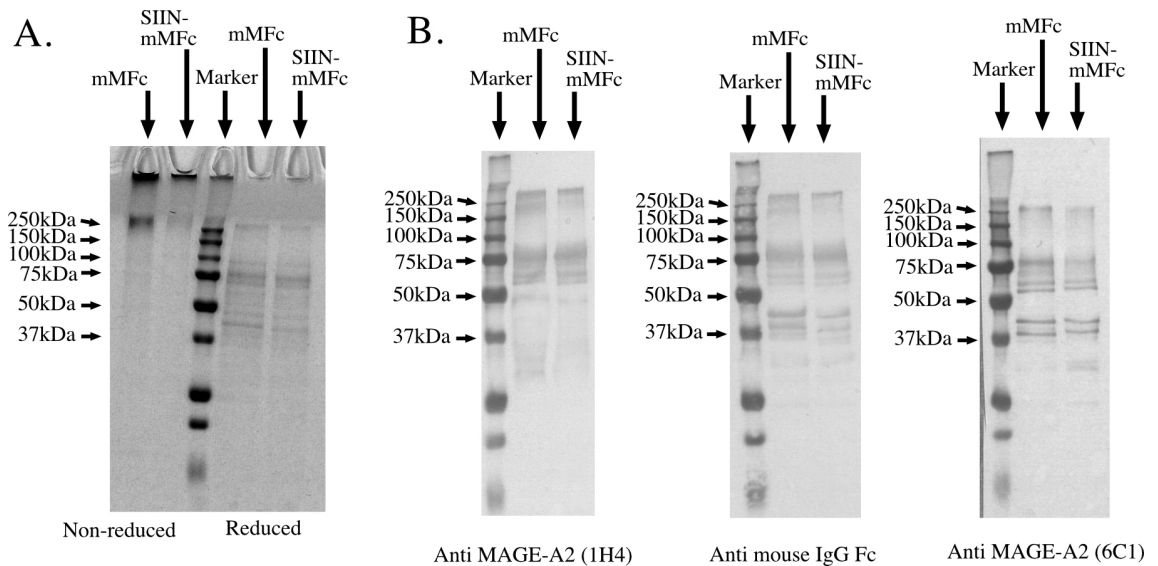 A.
SIIN-
mMFc
mMFc
mMFc
Marker
SIIN-
mMFc
250kDa
150kDa
100kDa
75kDa
50kDa
37kDa
Non-reduced
Reduced
B.
mMFc
Marker
SIIN-
mMFc
250kDa
150kDa
100kDa
75kDa
50kDa
37kDa
Anti MAGE-A2 (1H4)
mMFc
Marker
SIIN-
mMFc
250kDa
150kDa
100kDa
75kDa
50kDa
37kDa
Anti mouse IgG Fc
mMFc
Marker
SIIN-
mMFc
250kDa
150kDa
100kDa
75kDa
50kDa
37kDa
Anti MAGE-A2 (6C1)